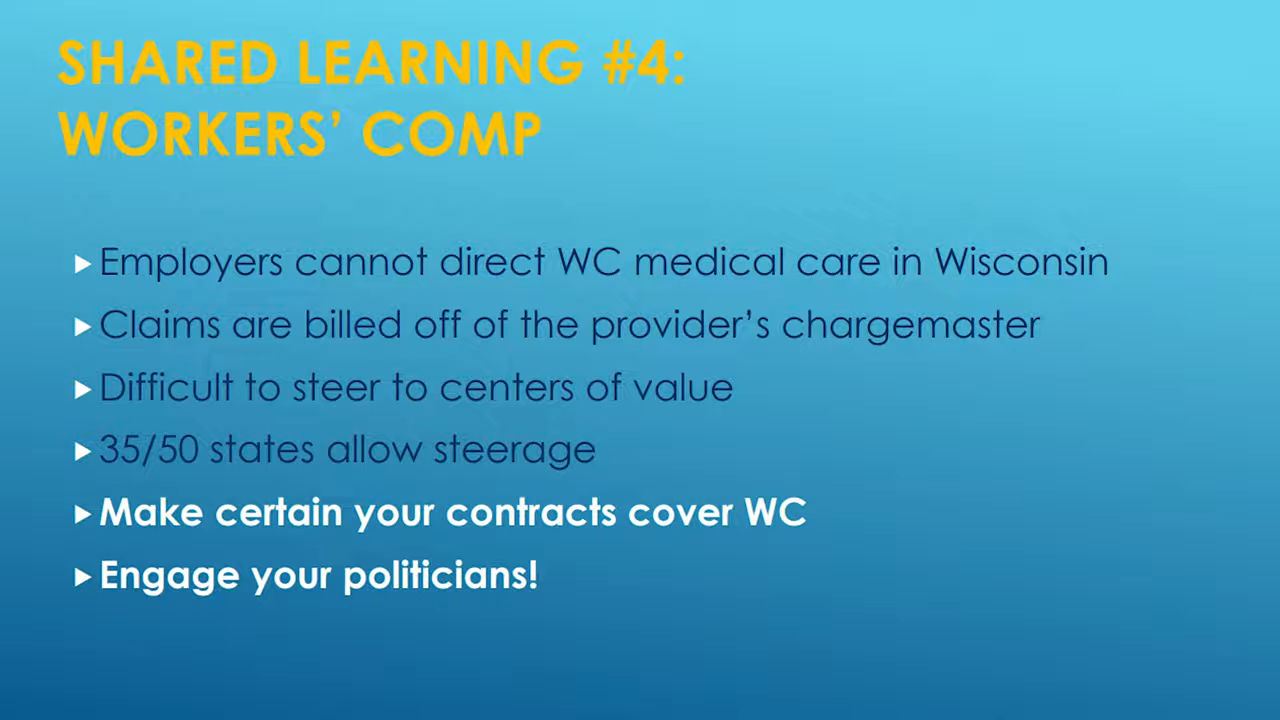 SHARED LEARNING #4:
WORKERS’ COMP
Employers cannot direct WC medical care in Wisconsin
Claims are billed off of the provider’s chargemaster
Difficult to steer to centers of value
35/50 states allow steerage
Make certain your contracts cover WC
Engage your politicians!